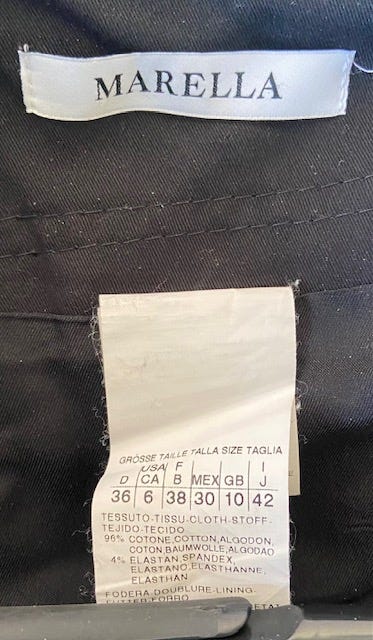 MARELLA
GRÖSSE TAILLE TALLA SIZE TAGLIA
USA F I
D CA B MEX GB J
36 6 38 30 10 42
TESSUTO-TISSU-CLOTH-STOFF-
TEJIDO-TECIDO
96% COTONE,COTTON,ALGODON,
COTON,BAUMWOLLE,ALGODAO
4% ELASTAN,SPANDEX,
ELASTANO,ELASTHANNE,
ELASTHAN
FODERA,DOUBLURE-LINING-
FUTTER-FORRO